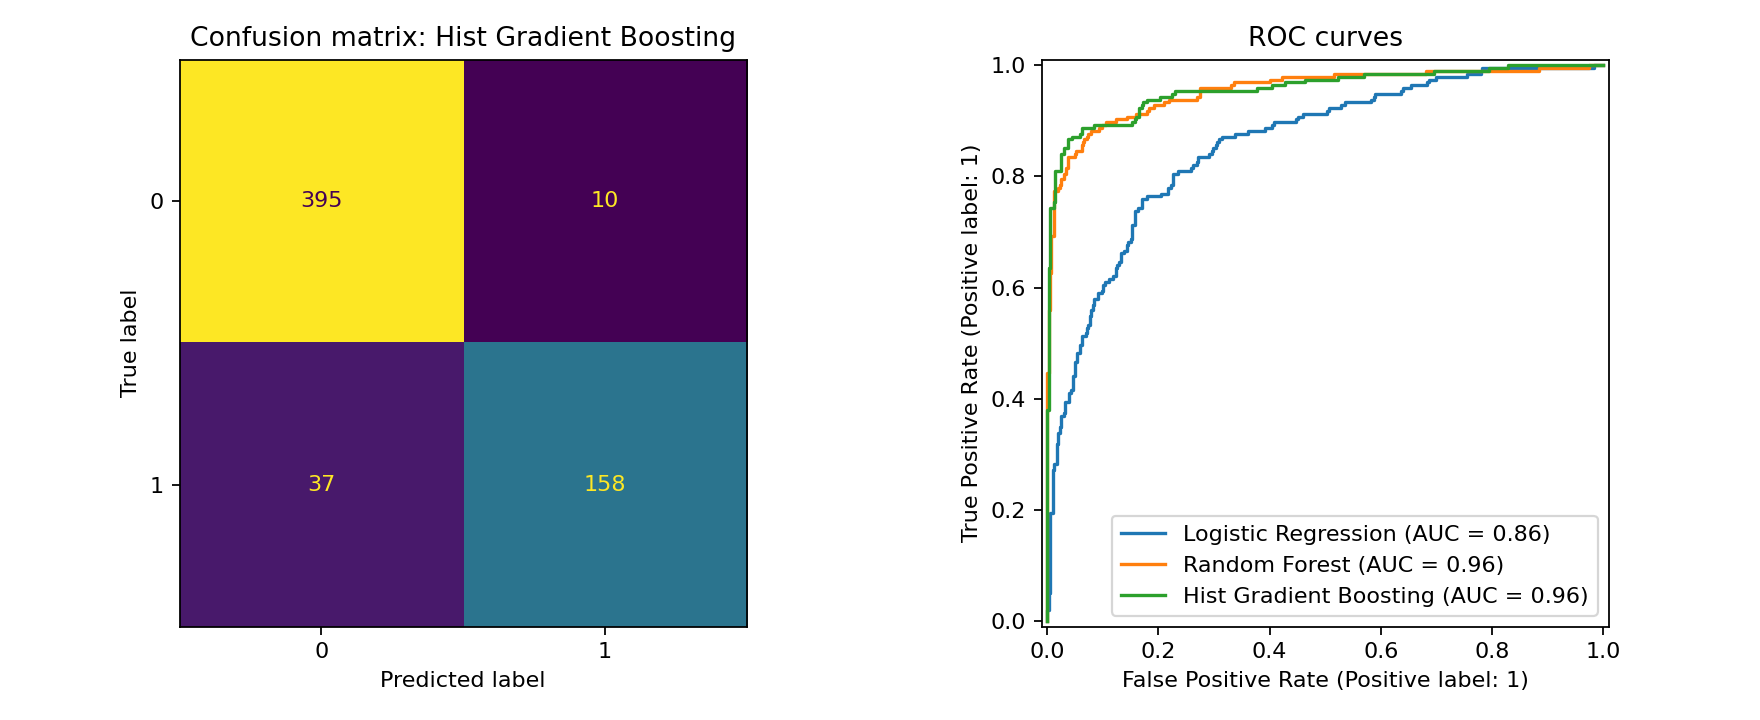 Confusion matrix: Hist Gradient Boosting
True label
0
395
10
1
37
158
0
1
Predicted label
ROC curves
True Positive Rate (Positive label: 1)
1.0
0.8
0.6
0.4
0.2
0.0
Logistic Regression (AUC = 0.86)
Random Forest (AUC = 0.96)
Hist Gradient Boosting (AUC = 0.96)
0.0
0.2
0.4
0.6
0.8
1.0
False Positive Rate (Positive label: 1)